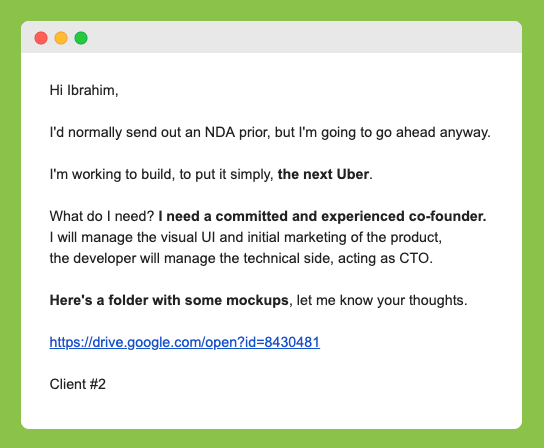 Hi Ibrahim,
I'd normally send out an NDA prior, but I'm going to go ahead anyway.
I'm working to build, to put it simply, the next Uber.
What do I need? I need a committed and experienced co-founder.
I will manage the visual UI and initial marketing of the product,
the developer will manage the technical side, acting as CTO.
Here's a folder with some mockups, let me know your thoughts.
https://drive.google.com/open?id=8430481
Client #2